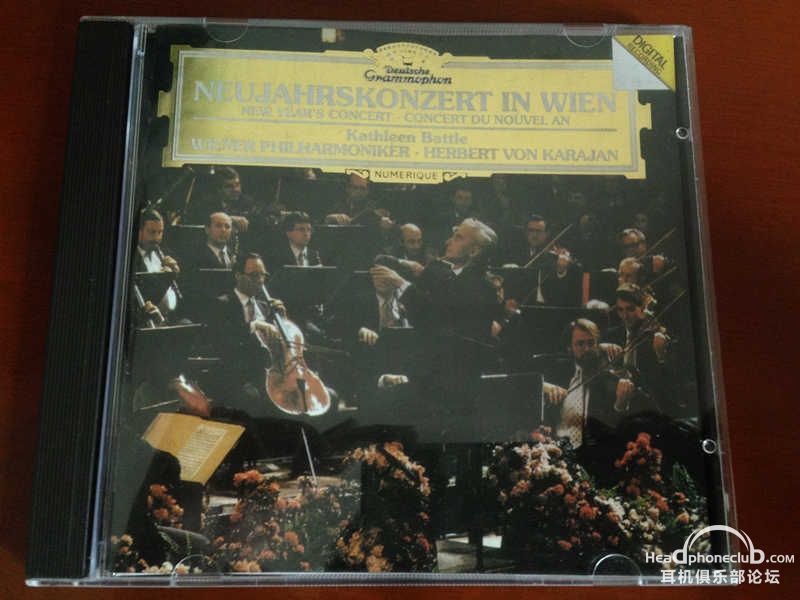 Deutsche
Grammophon
DIGITAL
RECORDING
NEUJAHRSKONZERT IN WIEN
NEW YEAR'S CONCERT · CONCERT DU NOUVEL AN
Kathleen Battle
WIENER PHILHARMONIKER · HERBERT VON KARAJAN
NUMERIQUE
Headphoneclub.com
耳机俱乐部论坛